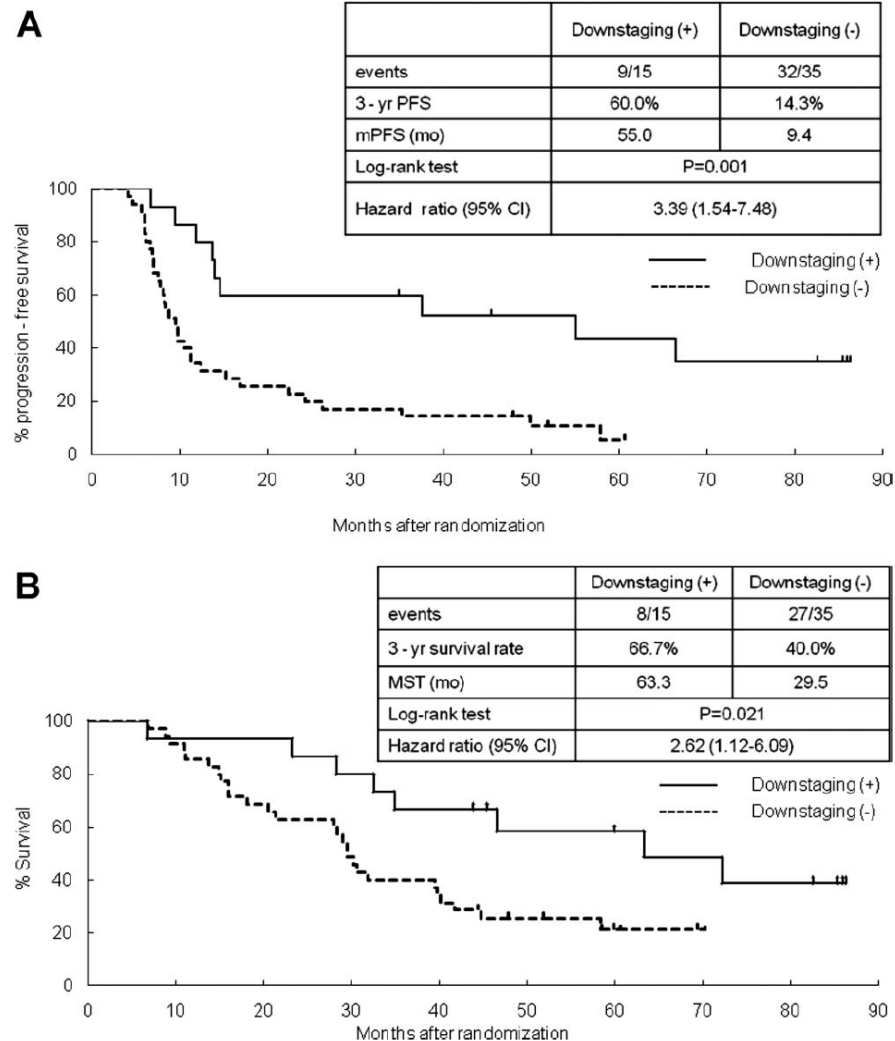 A
Downstaging (+) Downstaging (-)
events 9/15 32/35
3 - yr PFS 60.0% 14.3%
mPFS (mo) 55.0 9.4
Log-rank test P=0.001
Hazard ratio (95% CI) 3.39 (1.54-7.48)
Downstaging (+)
Downstaging (-)
% progression - free survival
100
80
60
40
20
0
0 10 20 30 40 50 60 70 80 90
Months after randomization
B
Downstaging (+) Downstaging (-)
events 8/15 27/35
3 - yr survival rate 66.7% 40.0%
MST (mo) 63.3 29.5
Log-rank test P=0.021
Hazard ratio (95% CI) 2.62 (1.12-6.09)
Downstaging (+)
Downstaging (-)
% Survival
100
80
60
40
20
0
0 10 20 30 40 50 60 70 80 90
Months after randomization